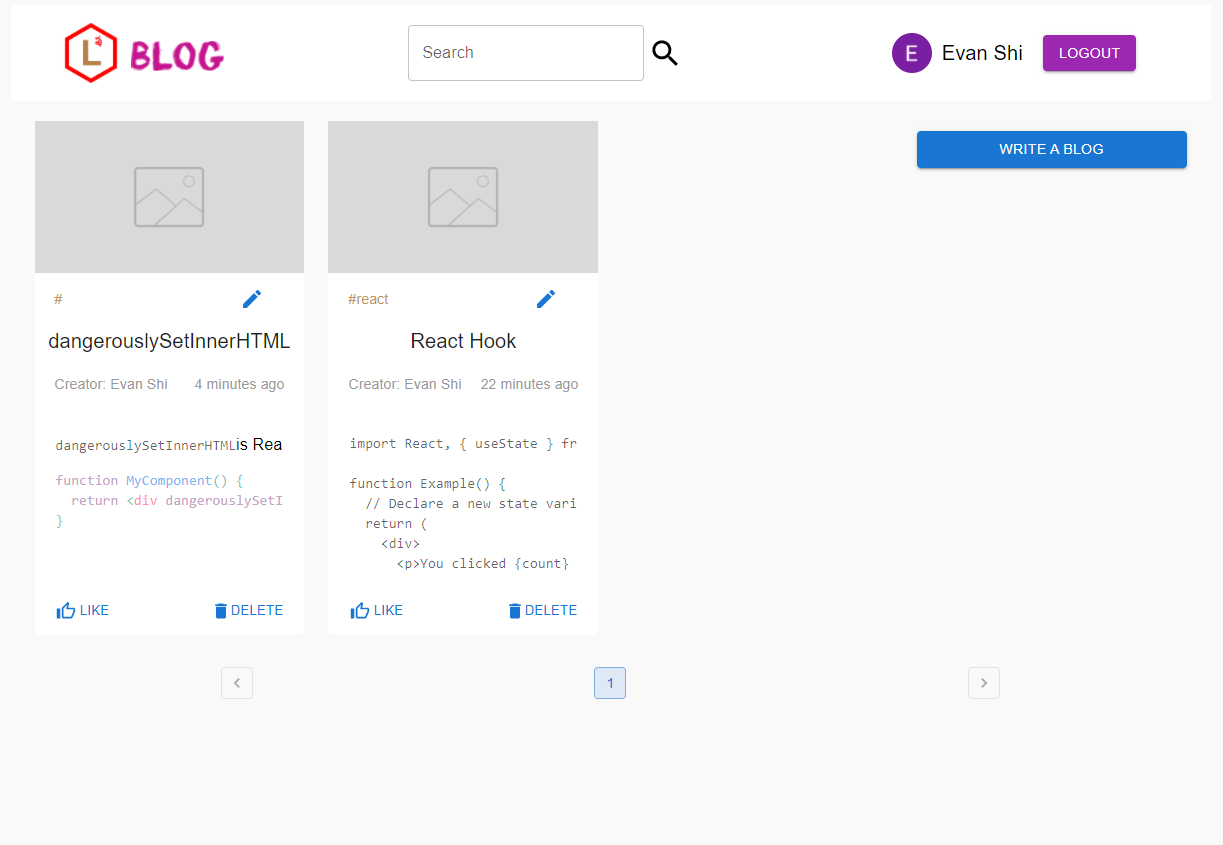 L BLOG
Search
E Evan Shi LOGOUT
WRITE A BLOG
#
dangerouslySetInnerHTML
Creator: Evan Shi 4 minutes ago
dangerouslySetInnerHTMLis Rea
function MyComponent() {
  return <div dangerouslySetI
}
LIKE DELETE
#react
React Hook
Creator: Evan Shi 22 minutes ago
import React, { useState } fr
function Example() {
  // Declare a new state vari
  return (
    <div>
      <p>You clicked {count}
LIKE DELETE
1